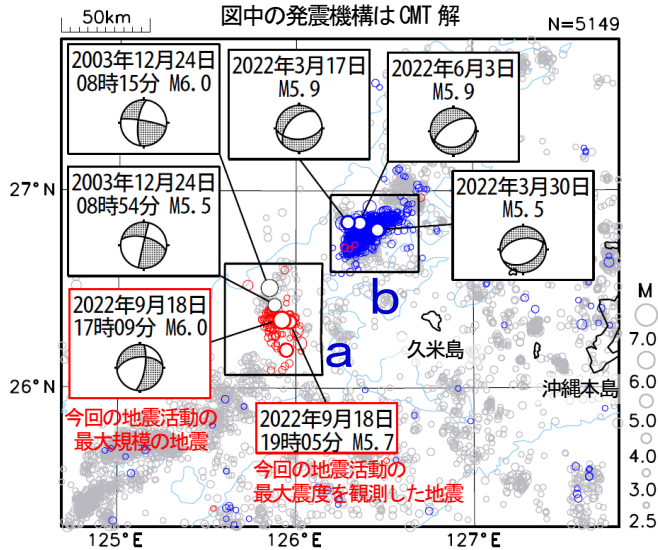 50km
図中の発震機構は CMT 解
N=5149
2003年12月24日
08時15分 M6.0
2022年3月17日
M5.9
2022年6月3日
M5.9
27°N
2003年12月24日
08時54分 M5.5
2022年3月30日
M5.5
2022年9月18日
17時09分 M6.0
b
a
久米島
沖縄本島
26°N
今回の地震活動の
最大規模の地震
2022年9月18日
19時05分 M5.7
今回の地震活動の
最大震度を観測した地震
M
7.0
6.0
5.0
4.0
3.0
2.5
125°E
126°E
127°E